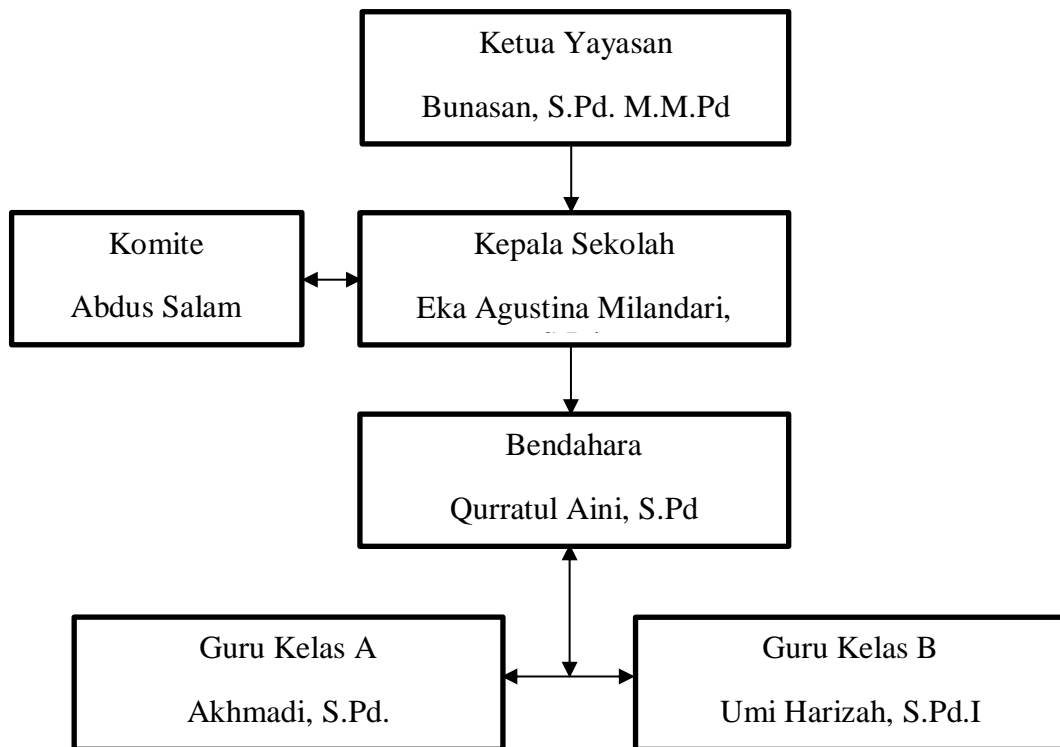 Ketua Yayasan
Bunasan, S.Pd. M.M.Pd
Komite
Abdus Salam
Kepala Sekolah
Eka Agustina Milandari,
Bendahara
Qurratul Aini, S.Pd
Guru Kelas A
Akhmadi, S.Pd.
Guru Kelas B
Umi Harizah, S.Pd.I